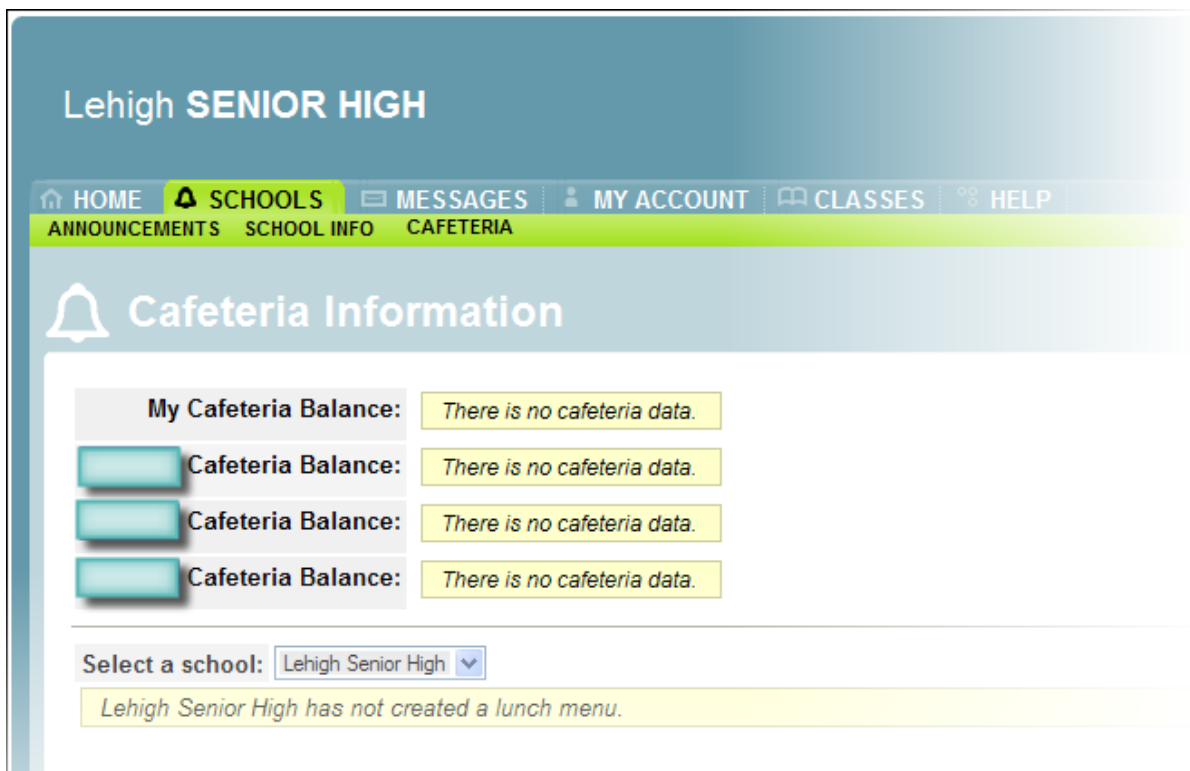 Lehigh SENIOR HIGH
HOME SCHOOLS MESSAGES MY ACCOUNT CLASSES HELP
ANNOUNCEMENTS SCHOOL INFO CAFETERIA
Cafeteria Information
My Cafeteria Balance: There is no cafeteria data.
Cafeteria Balance: There is no cafeteria data.
Cafeteria Balance: There is no cafeteria data.
Cafeteria Balance: There is no cafeteria data.
Select a school: Lehigh Senior High
Lehigh Senior High has not created a lunch menu.